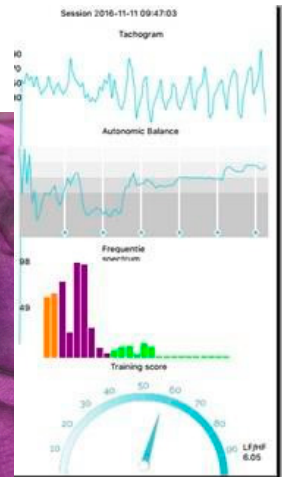 Session 2016-11-11 09:47:03
Tachogram
Autonomic Balance
Frequentie
spectrum
98
49
Training score
10
20
30
40
50
60
70
80
LF/HF
6.05